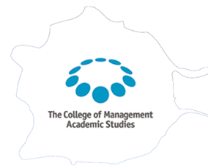 The College of Management
Academic Studies